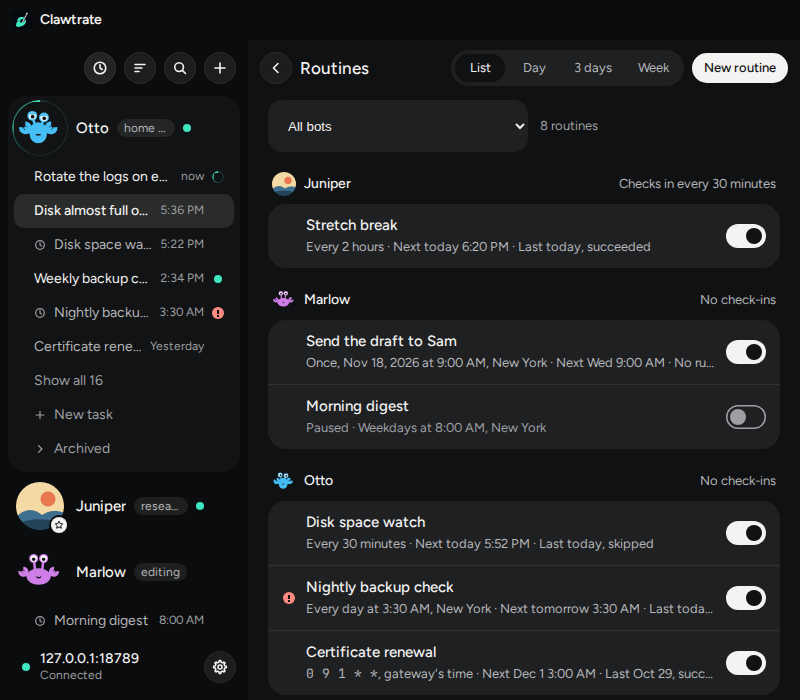 Clawtrate
Otto
home ...
Rotate the logs on e... now
Disk almost full o... 5:36 PM
Disk space wa... 5:22 PM
Weekly backup c... 2:34 PM
Nightly backu... 3:30 AM
Certificate rene... Yesterday
Show all 16
New task
Archived
Juniper
resea...
Marlow
editing
Morning digest 8:00 AM
127.0.0.1:18789
Connected
Routines
List
Day
3 days
Week
New routine
All bots
8 routines
Juniper
Checks in every 30 minutes
Stretch break
Every 2 hours · Next today 6:20 PM · Last today, succeeded
Marlow
No check-ins
Send the draft to Sam
Once, Nov 18, 2026 at 9:00 AM, New York · Next Wed 9:00 AM · No ru...
Morning digest
Paused · Weekdays at 8:00 AM, New York
Otto
No check-ins
Disk space watch
Every 30 minutes · Next today 5:52 PM · Last today, skipped
Nightly backup check
Every day at 3:30 AM, New York · Next tomorrow 3:30 AM · Last toda...
Certificate renewal
0 9 1 * *, gateway's time · Next Dec 1 3:00 AM · Last Oct 29, succ...